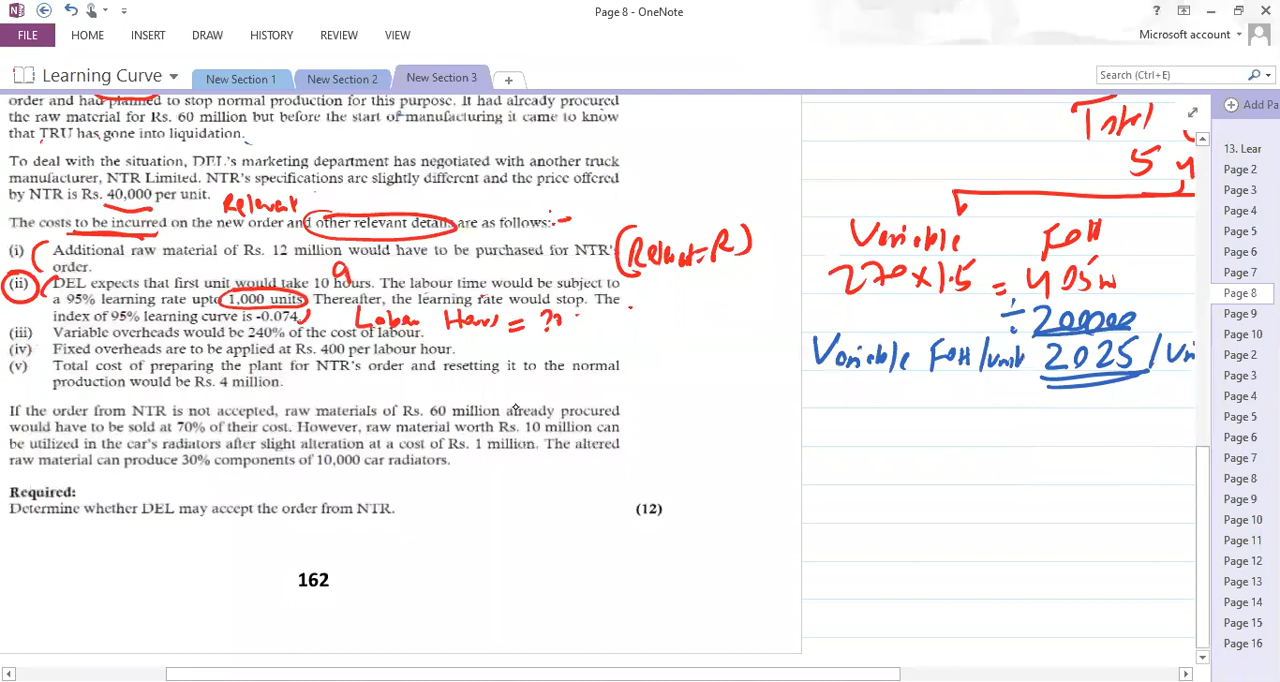 Page 8 - OneNote
?
Microsoft account
FILE HOME INSERT DRAW HISTORY REVIEW VIEW
Learning Curve New Section 1 New Section 2 New Section 3 +
Search (Ctrl+E)
Add Pa
13. Lear
Page 2
Page 3
Page 4
Page 5
Page 6
Page 7
Page 8
Page 9
Page 10
Page 2
Page 3
Page 4
Page 5
Page 6
Page 7
Page 8
Page 9
Page 10
Page 11
Page 12
Page 13
Page 14
Page 15
Page 16
order and had planned to stop normal production for this purpose. It had already procured
the raw material for Rs. 60 million but before the start of manufacturing it came to know
that TRU has gone into liquidation.
To deal with the situation, DEL's marketing department has negotiated with another truck
manufacturer, NTR Limited. NTR's specifications are slightly different and the price offered
by NTR is Rs. 40,000 per unit.
Relevant
The costs to be incurred on the new order and other relevant details are as follows:
(i) Additional raw material of Rs. 12 million would have to be purchased for NTR's
order.
(ii) DEL expects that first unit would take 10 hours. The labour time would be subject to
a 95% learning rate upto 1,000 units. Thereafter, the learning rate would stop. The
index of 95% learning curve is -0.074.
Labor Hours = ??
(iii) Variable overheads would be 240% of the cost of labour.
(iv) Fixed overheads are to be applied at Rs. 400 per labour hour.
(v) Total cost of preparing the plant for NTR's order and resetting it to the normal
production would be Rs. 4 million.
If the order from NTR is not accepted, raw materials of Rs. 60 million already procured
would have to be sold at 70% of their cost. However, raw material worth Rs. 10 million can
be utilized in the car's radiators after slight alteration at a cost of Rs. 1 million. The altered
raw material can produce 30% components of 10,000 car radiators.
Required:
Determine whether DEL may accept the order from NTR. (12)
162
Total
5 y
Variable FOH
270 x 1.5 = 405m
÷ 200000
Variable FOH/unit 2025 /Un